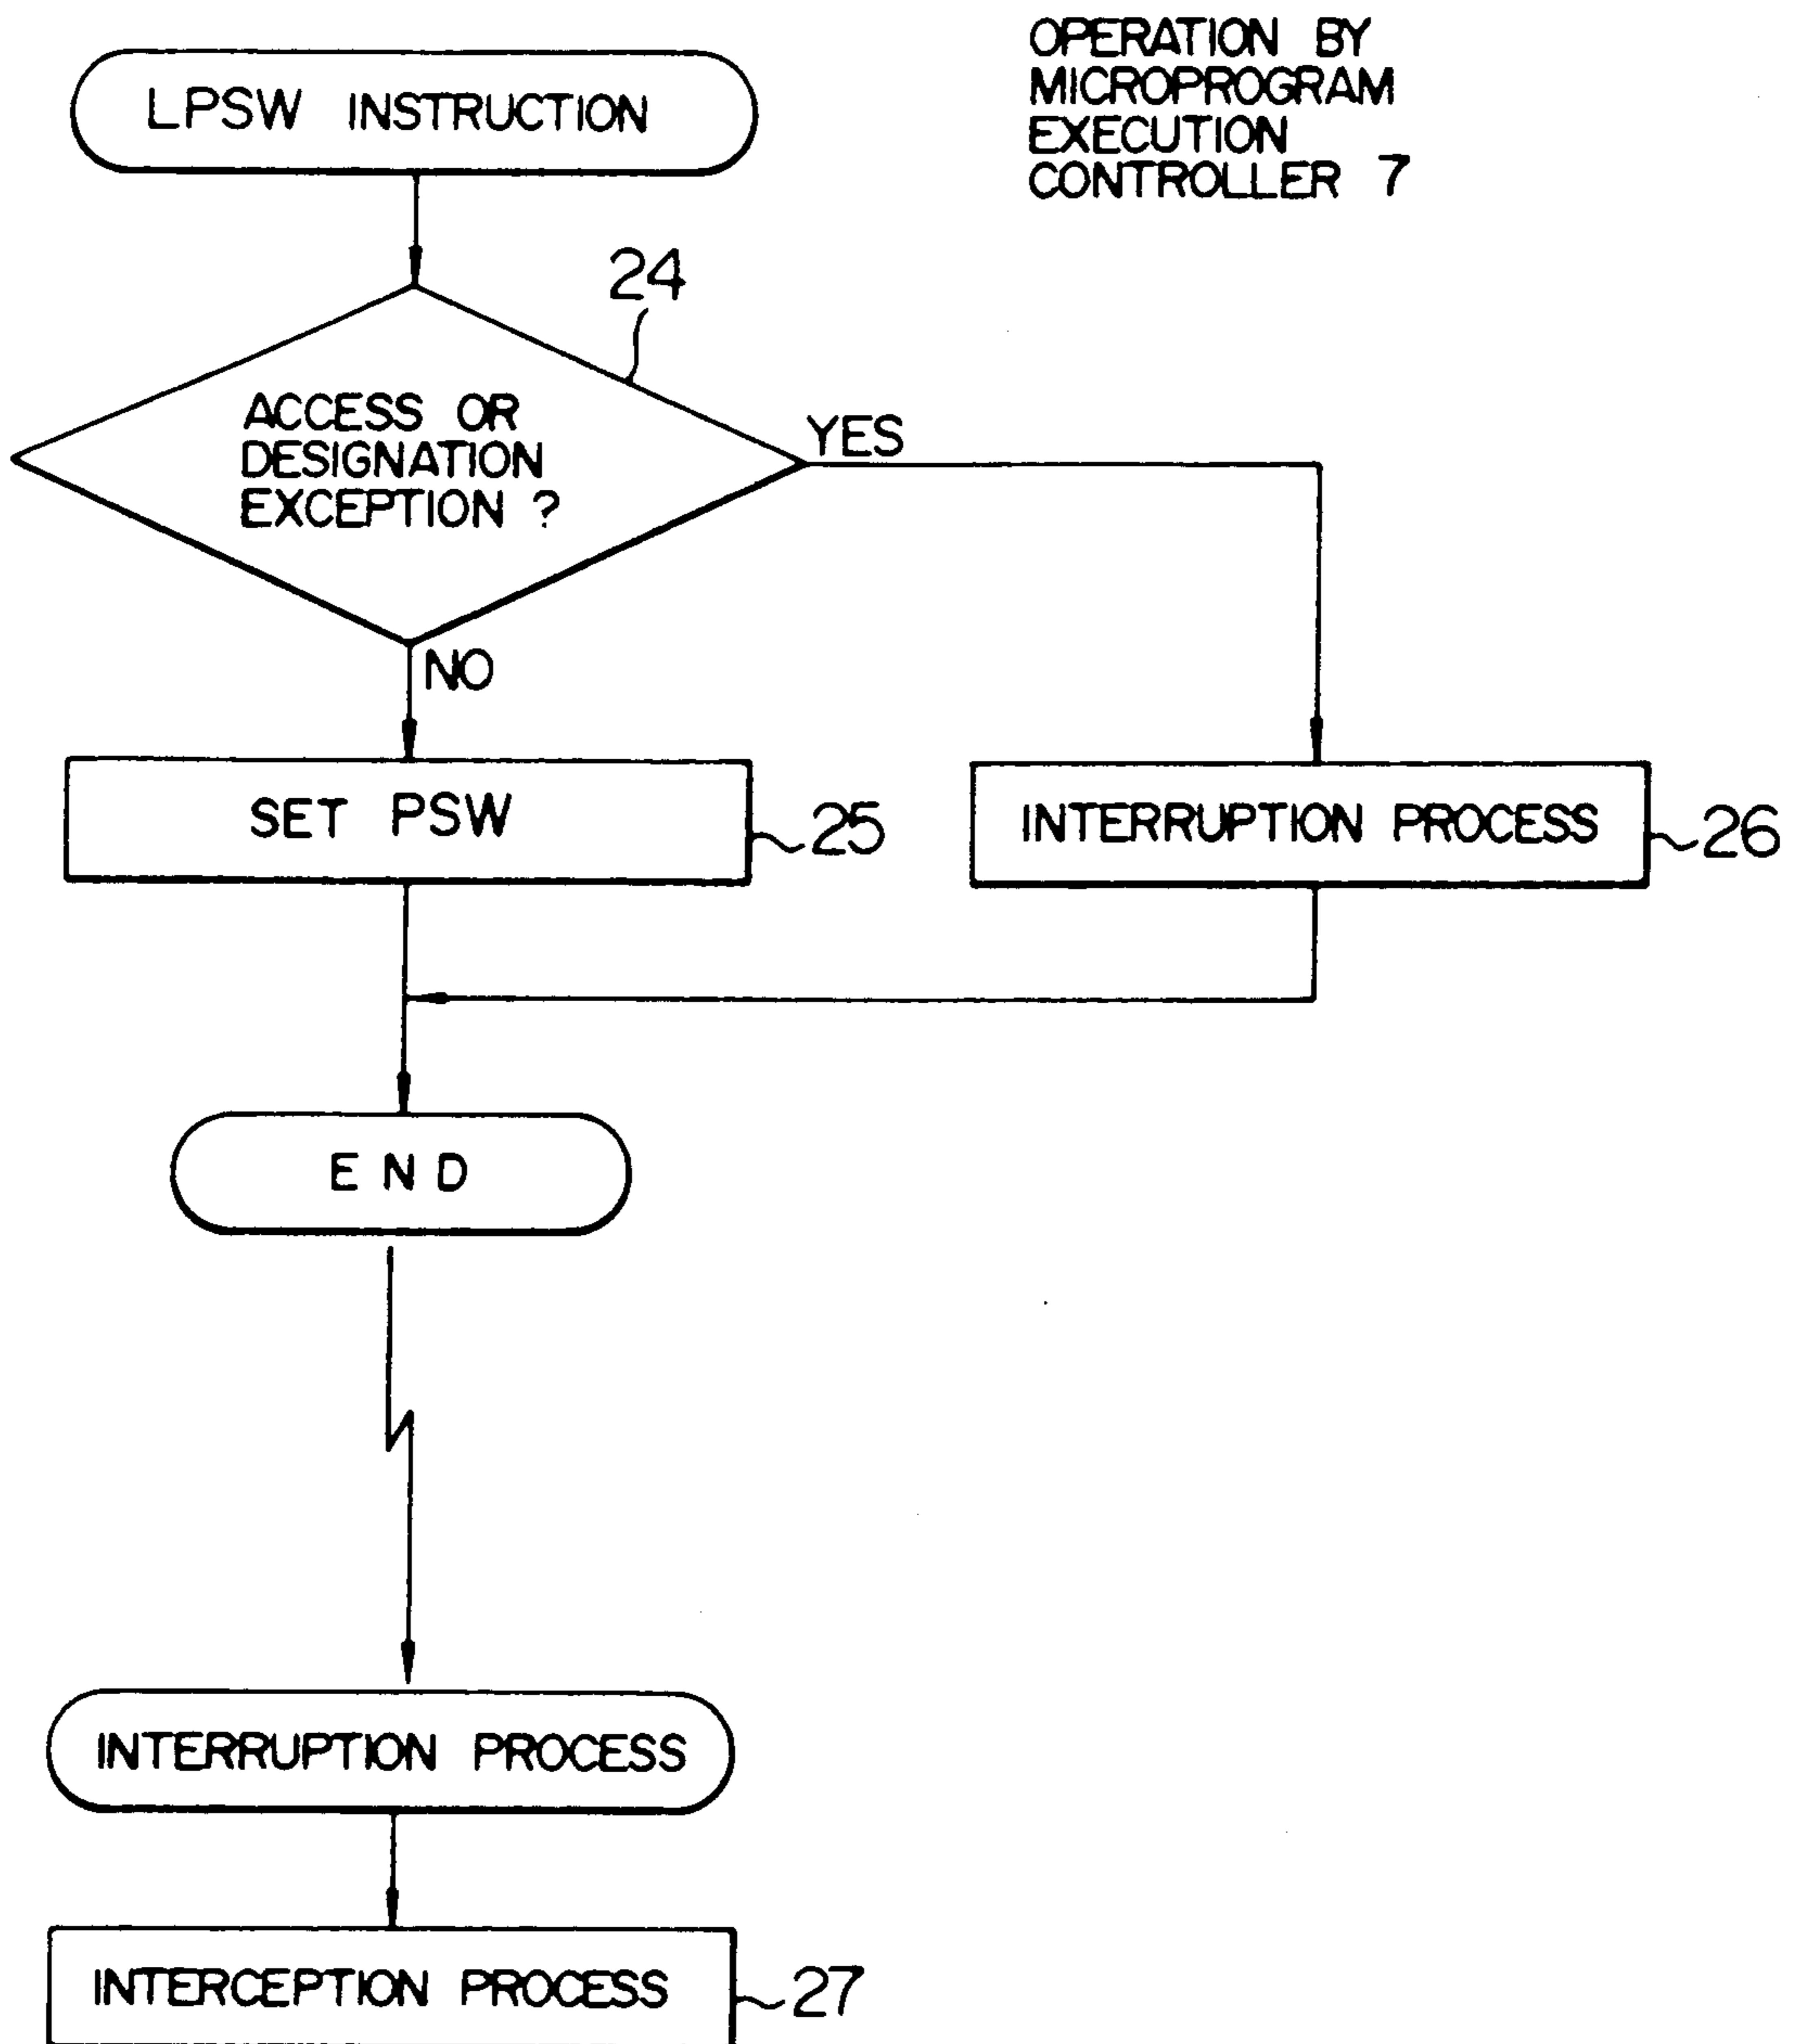 OPERATION BY
MICROPROGRAM
EXECUTION
CONTROLLER 7
LPSW INSTRUCTION
24
ACCESS OR
DESIGNATION
EXCEPTION ?
YES
NO
SET PSW
25
INTERRUPTION PROCESS
26
END
INTERRUPTION PROCESS
INTERCEPTION PROCESS
27